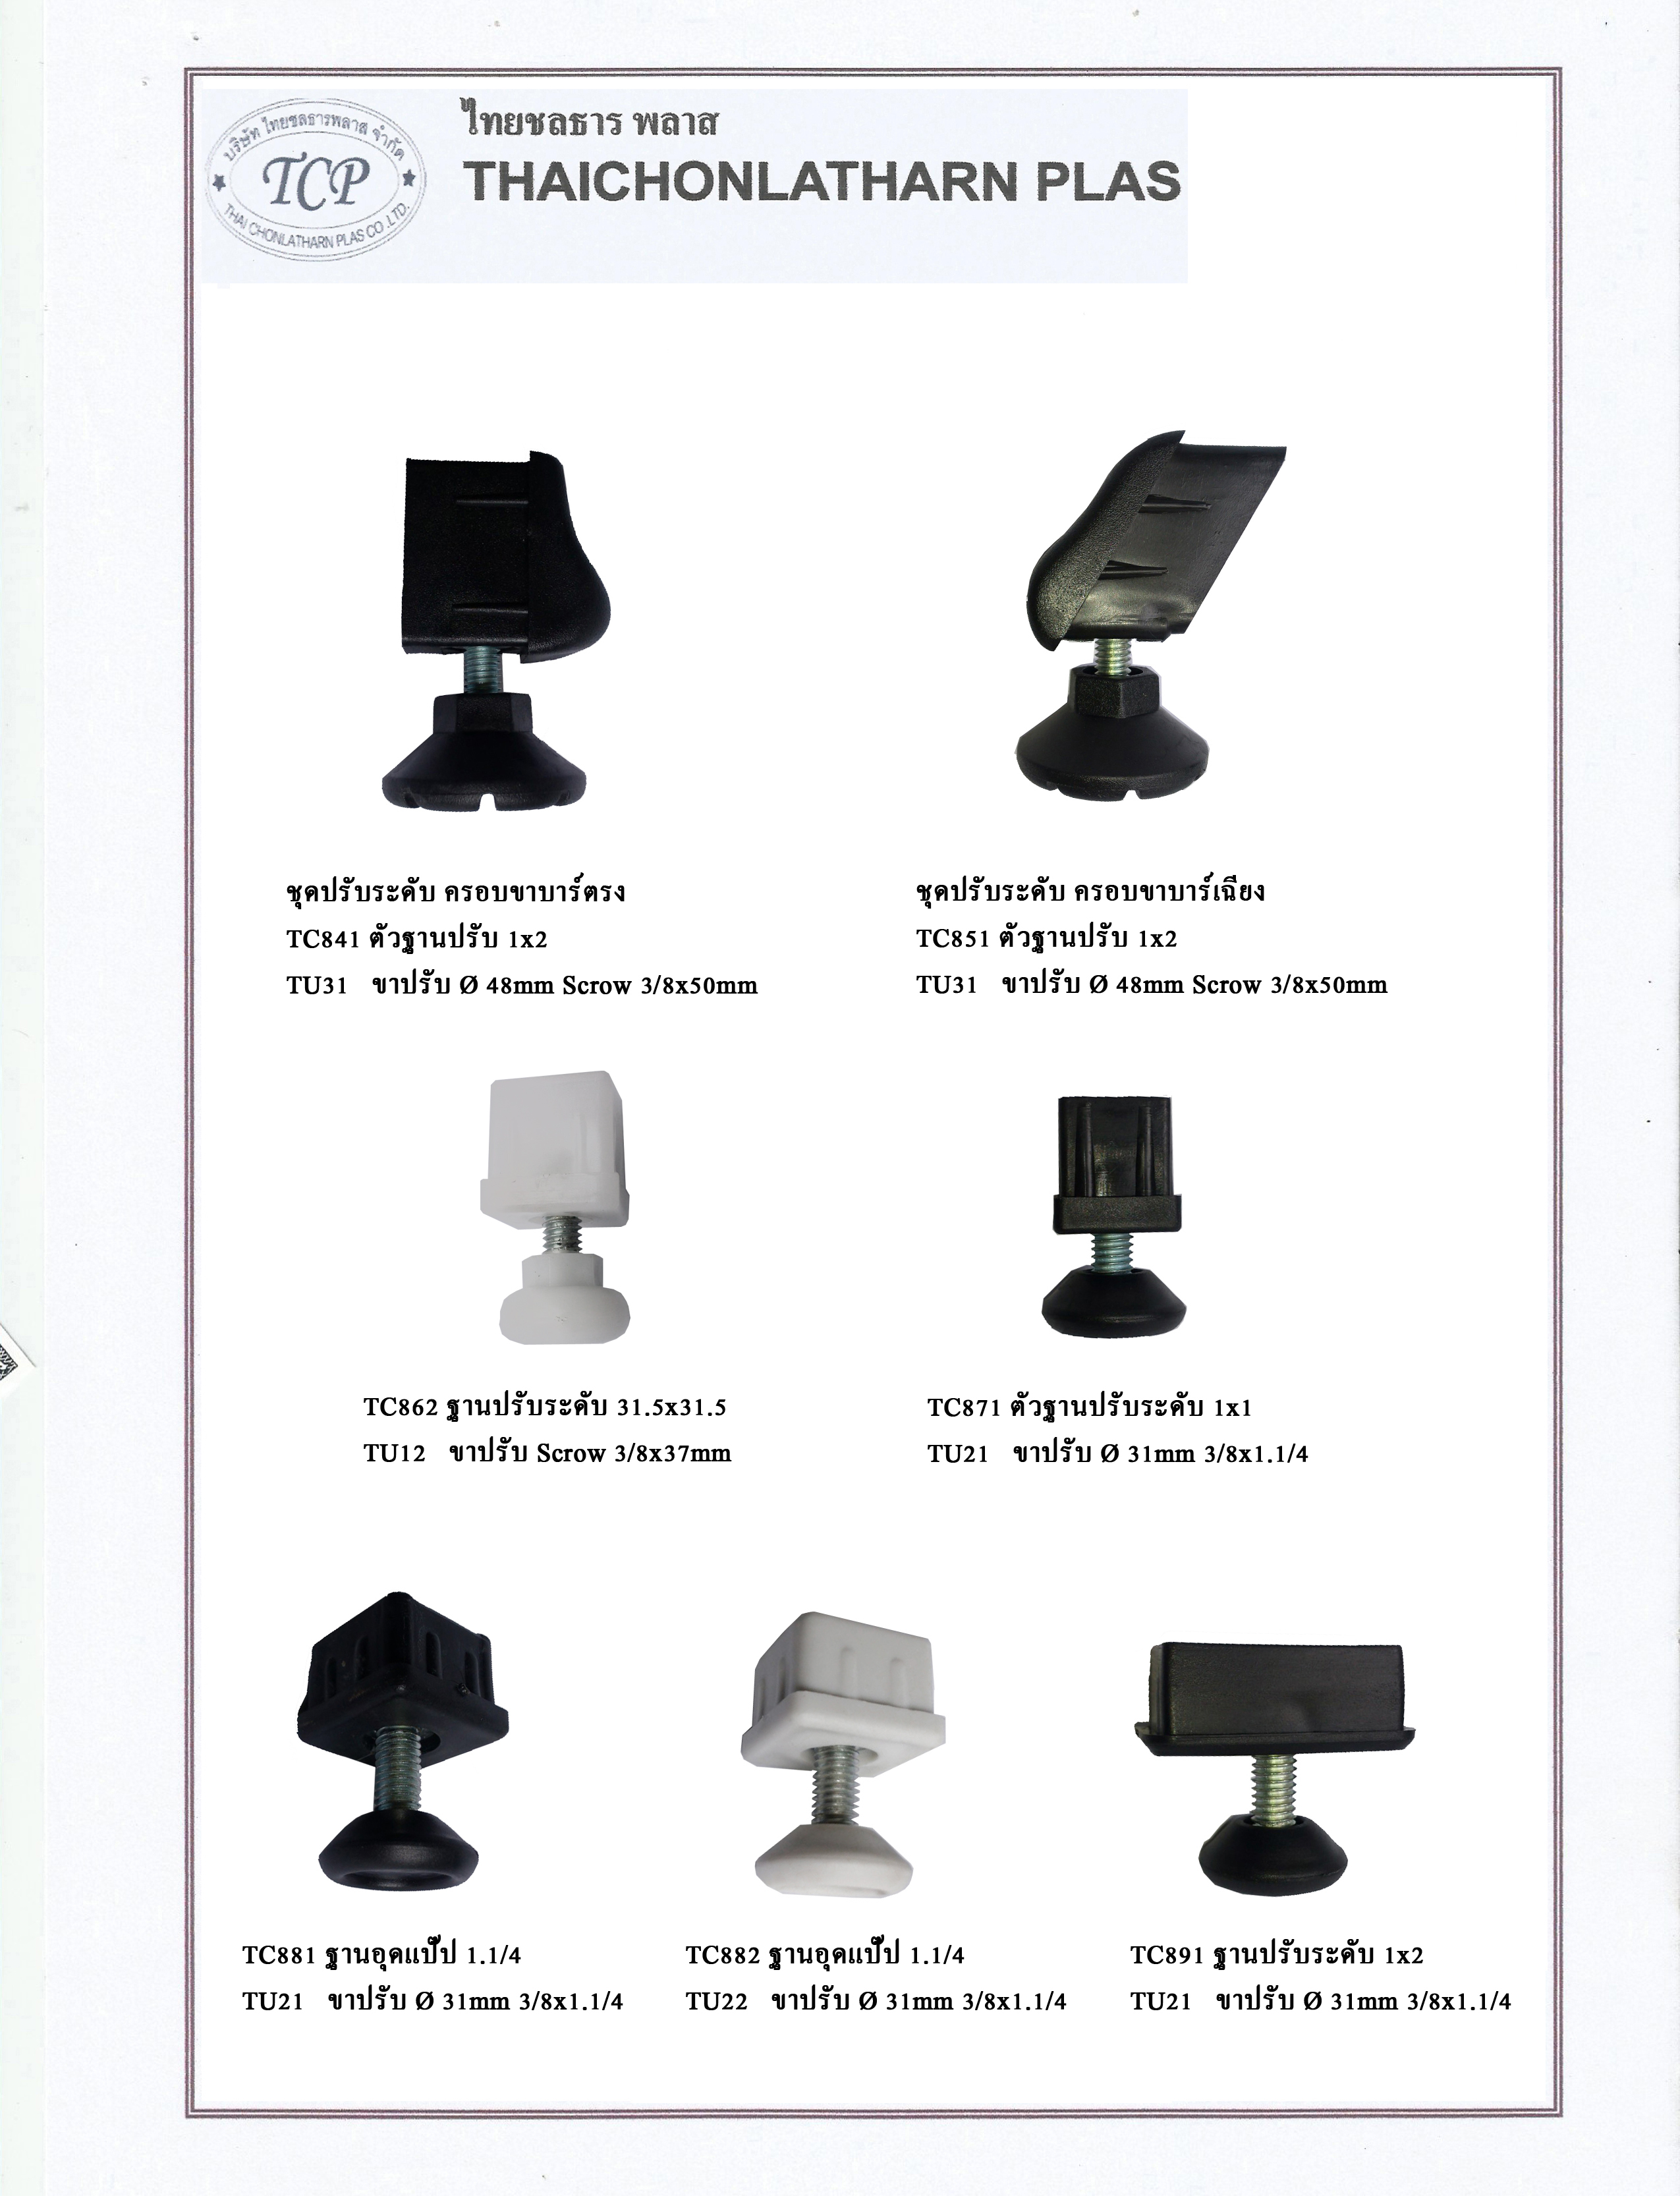 บริษัท ไทยชลธารพลาส จำกัด
TCP
THAI CHONLATHARN PLAS CO.,LTD.
ไทยชลธาร พลาส
THAICHONLATHARN PLAS
ชุดปรับระดับ ครอบขาบาร์ตรง
TC841 ตัวฐานปรับ 1x2
TU31 ขาปรับ Ø 48mm Scrow 3/8x50mm
ชุดปรับระดับ ครอบขาบาร์เฉียง
TC851 ตัวฐานปรับ 1x2
TU31 ขาปรับ Ø 48mm Scrow 3/8x50mm
TC862 ฐานปรับระดับ 31.5x31.5
TU12 ขาปรับ Scrow 3/8x37mm
TC871 ตัวฐานปรับระดับ 1x1
TU21 ขาปรับ Ø 31mm 3/8x1.1/4
TC881 ฐานอุดแป๊ป 1.1/4
TU21 ขาปรับ Ø 31mm 3/8x1.1/4
TC882 ฐานอุดแป๊ป 1.1/4
TU22 ขาปรับ Ø 31mm 3/8x1.1/4
TC891 ฐานปรับระดับ 1x2
TU21 ขาปรับ Ø 31mm 3/8x1.1/4